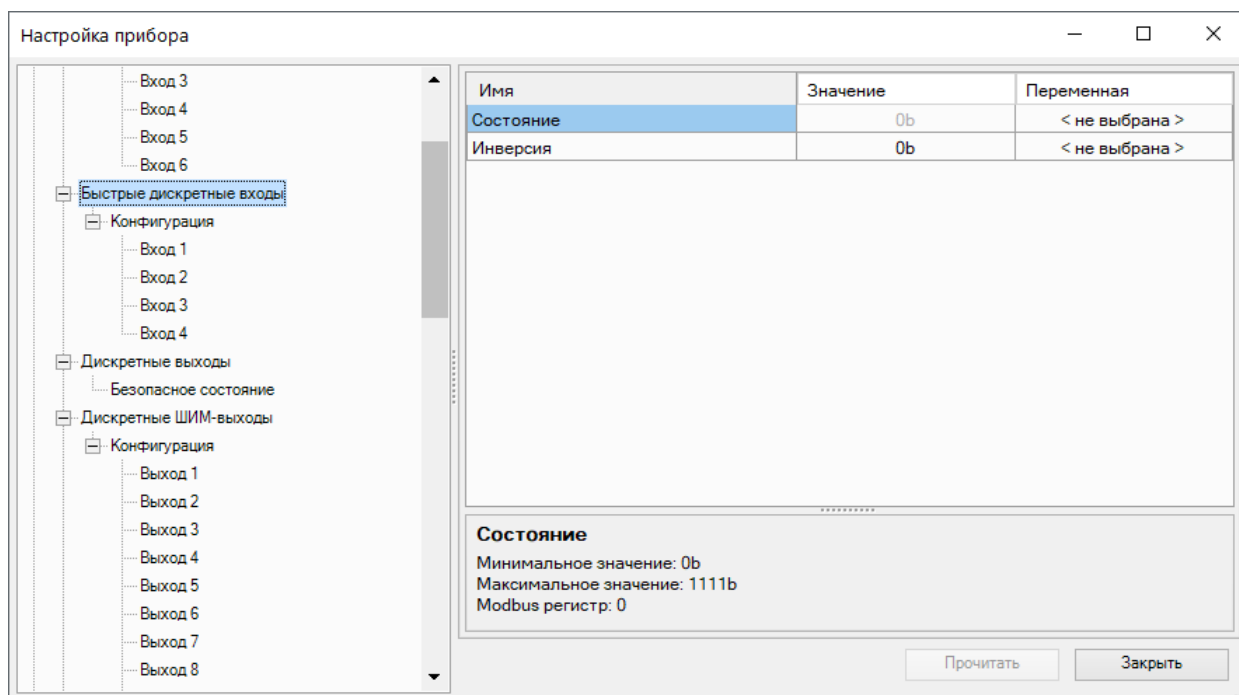 Настройка прибора
Вход 3
Вход 4
Вход 5
Вход 6
Быстрые дискретные входы
Конфигурация
Вход 1
Вход 2
Вход 3
Вход 4
Дискретные выходы
Безопасное состояние
Дискретные ШИМ-выходы
Конфигурация
Выход 1
Выход 2
Выход 3
Выход 4
Выход 5
Выход 6
Выход 7
Выход 8
Имя Значение Переменная
Состояние 0b < не выбрана >
Инверсия 0b < не выбрана >
Состояние
Минимальное значение: 0b
Максимальное значение: 1111b
Modbus регистр: 0
Прочитать Закрыть